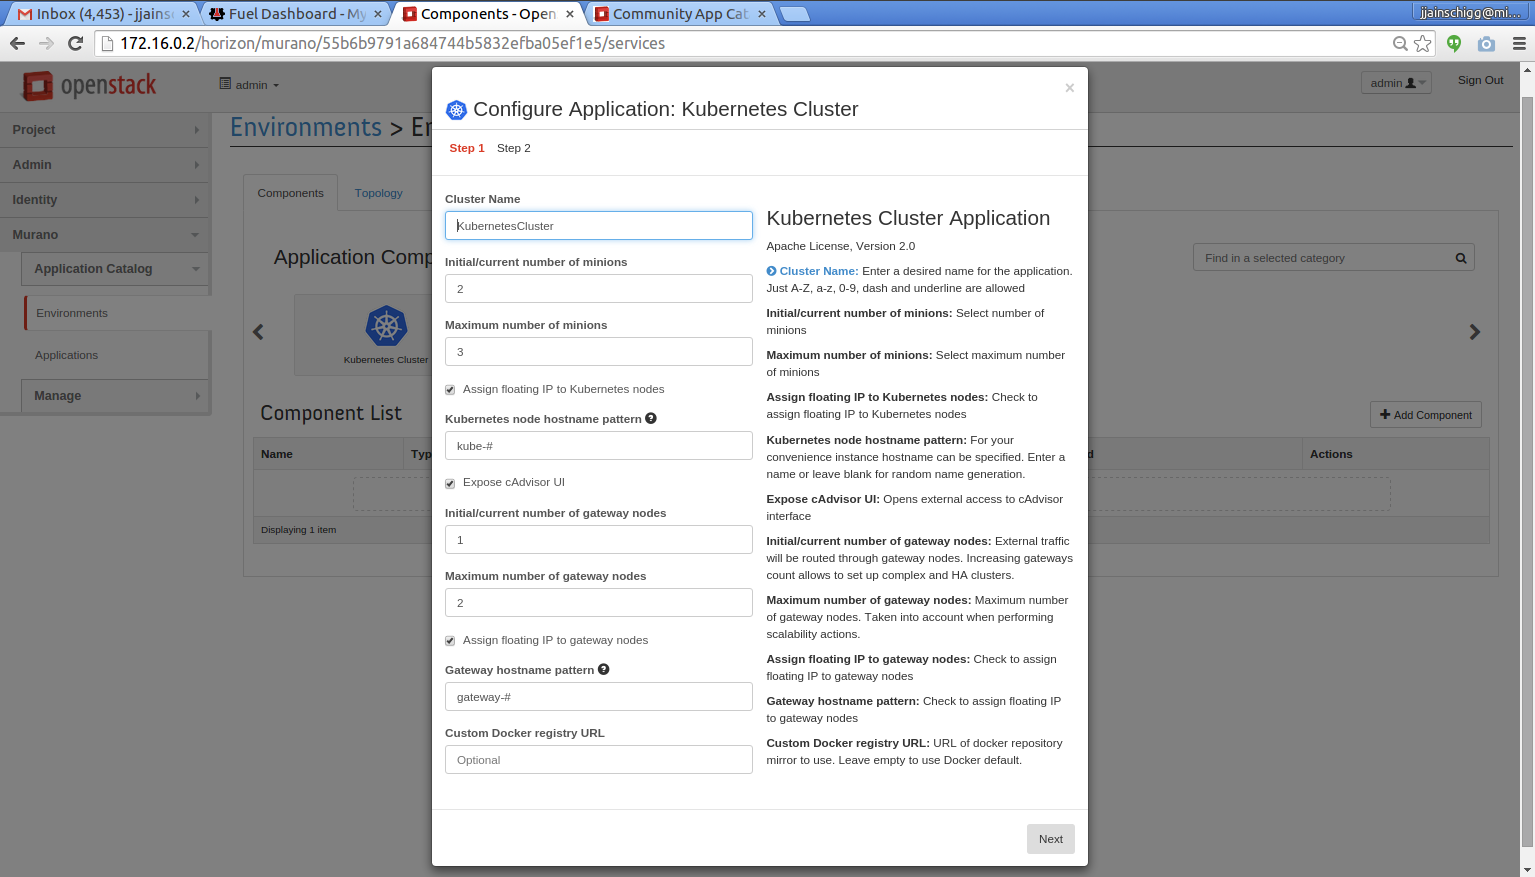 Inbox (4,453) - jjains
Fuel Dashboard - My
Components - Open
Community App Cat
jjainschigg@mi...
172.16.0.2/horizon/murano/55b6b9791a684744b5832efba05ef1e5/services
openstack
admin
admin
Sign Out
Project
Admin
Identity
Murano
Application Catalog
Environments
Applications
Manage
Environments > Er
Components
Topology
Application Comp
Find in a selected category
Kubernetes Cluster
Component List
Add Component
Name
Typ
d
Actions
Displaying 1 item
×
Configure Application: Kubernetes Cluster
Step 1
Step 2
Cluster Name
KubernetesCluster
Initial/current number of minions
2
Maximum number of minions
3
Assign floating IP to Kubernetes nodes
Kubernetes node hostname pattern
kube-#
Expose cAdvisor UI
Initial/current number of gateway nodes
1
Maximum number of gateway nodes
2
Assign floating IP to gateway nodes
Gateway hostname pattern
gateway-#
Custom Docker registry URL
Optional
Kubernetes Cluster Application
Apache License, Version 2.0
Cluster Name: Enter a desired name for the application.
Just A-Z, a-z, 0-9, dash and underline are allowed
Initial/current number of minions: Select number of
minions
Maximum number of minions: Select maximum number
of minions
Assign floating IP to Kubernetes nodes: Check to
assign floating IP to Kubernetes nodes
Kubernetes node hostname pattern: For your
convenience instance hostname can be specified. Enter a
name or leave blank for random name generation.
Expose cAdvisor UI: Opens external access to cAdvisor
interface
Initial/current number of gateway nodes: External traffic
will be routed through gateway nodes. Increasing gateways
count allows to set up complex and HA clusters.
Maximum number of gateway nodes: Maximum number
of gateway nodes. Taken into account when performing
scalability actions.
Assign floating IP to gateway nodes: Check to assign
floating IP to gateway nodes
Gateway hostname pattern: Check to assign floating IP
to gateway nodes
Custom Docker registry URL: URL of docker repository
mirror to use. Leave empty to use Docker default.
Next